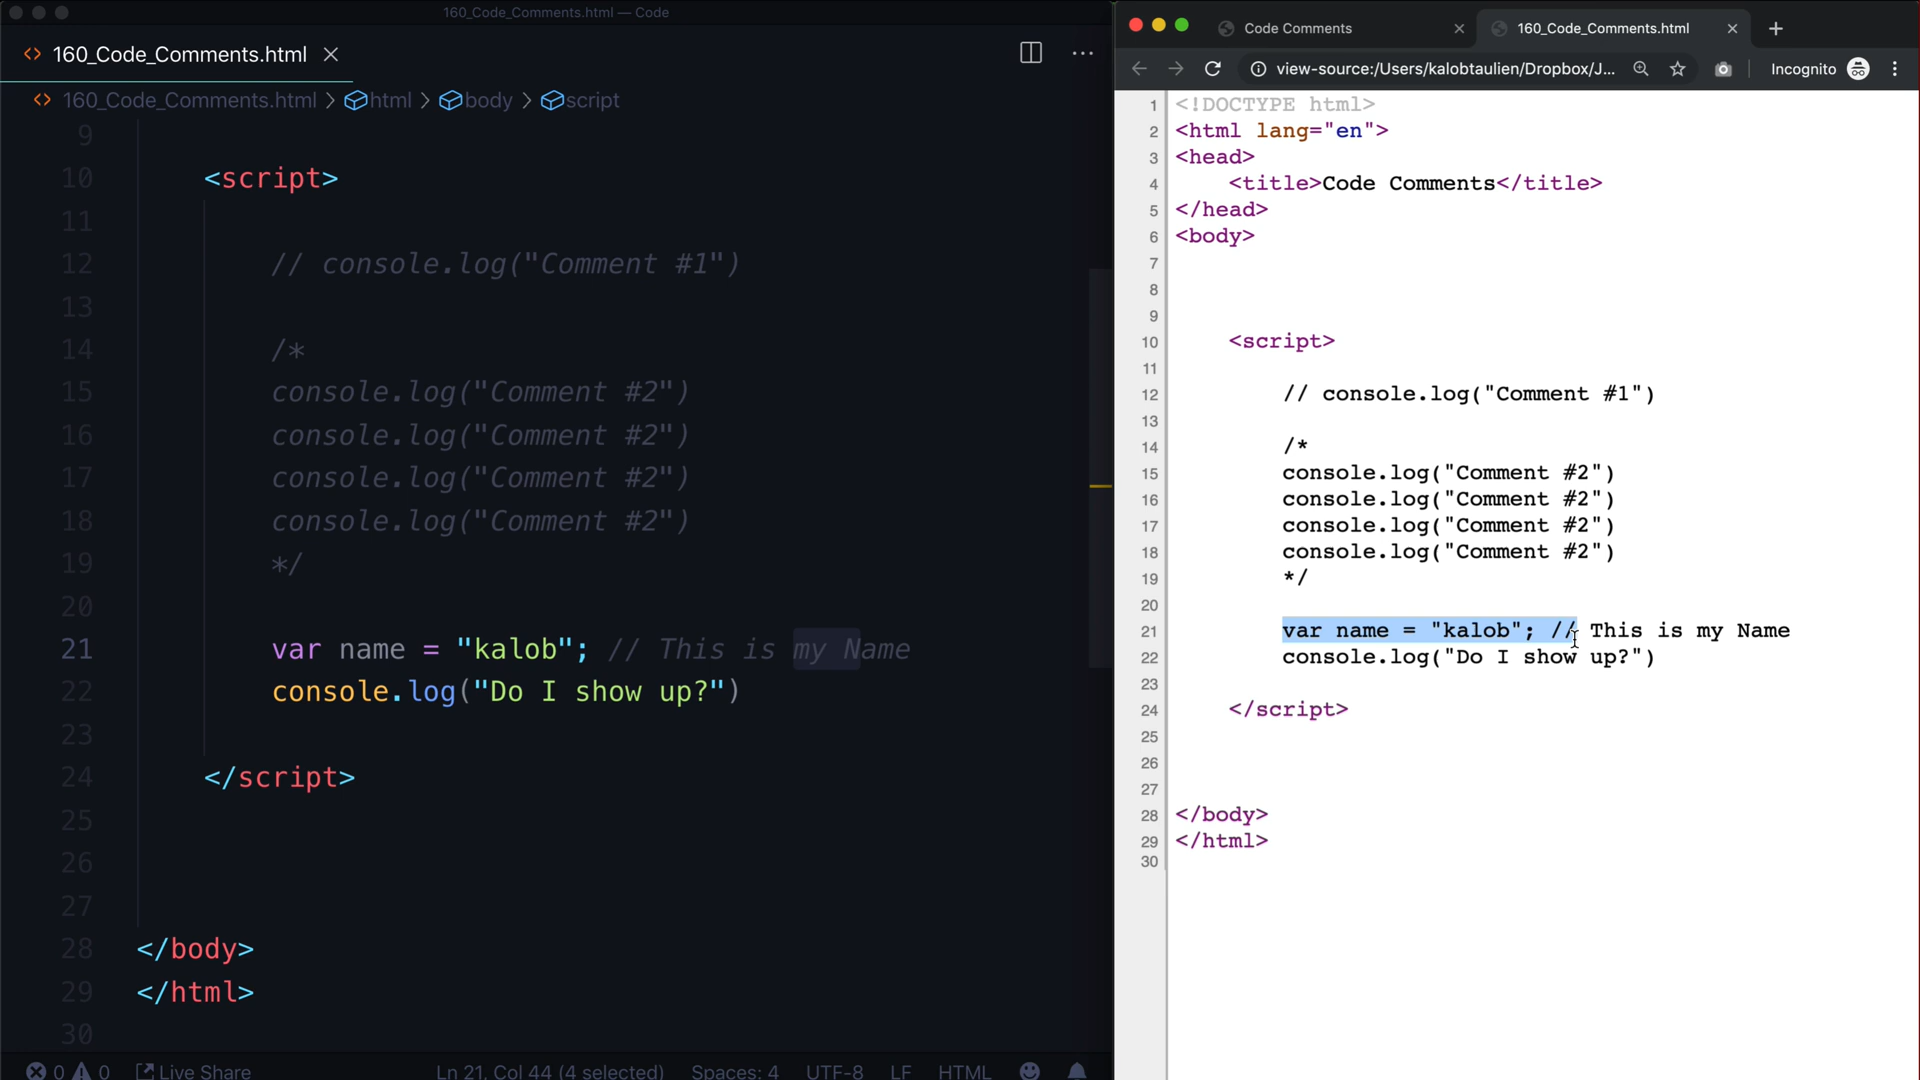 160_Code_Comments.html — Code
160_Code_Comments.html
160_Code_Comments.html > html > body > script
9
10 <script>
11
12 // console.log("Comment #1")
13
14 /*
15 console.log("Comment #2")
16 console.log("Comment #2")
17 console.log("Comment #2")
18 console.log("Comment #2")
19 */
20
21 var name = "kalob"; // This is my Name
22 console.log("Do I show up?")
23
24 </script>
25
26
27
28 </body>
29 </html>
30
0 0 Live Share Ln 21, Col 44 (4 selected) Spaces: 4 UTF-8 LF HTML
Code Comments
160_Code_Comments.html
view-source:/Users/kalobtaulien/Dropbox/J... Incognito
1 <!DOCTYPE html>
2 <html lang="en">
3 <head>
4 <title>Code Comments</title>
5 </head>
6 <body>
7
8
9
10 <script>
11
12 // console.log("Comment #1")
13
14 /*
15 console.log("Comment #2")
16 console.log("Comment #2")
17 console.log("Comment #2")
18 console.log("Comment #2")
19 */
20
21 var name = "kalob"; // This is my Name
22 console.log("Do I show up?")
23
24 </script>
25
26
27
28 </body>
29 </html>
30